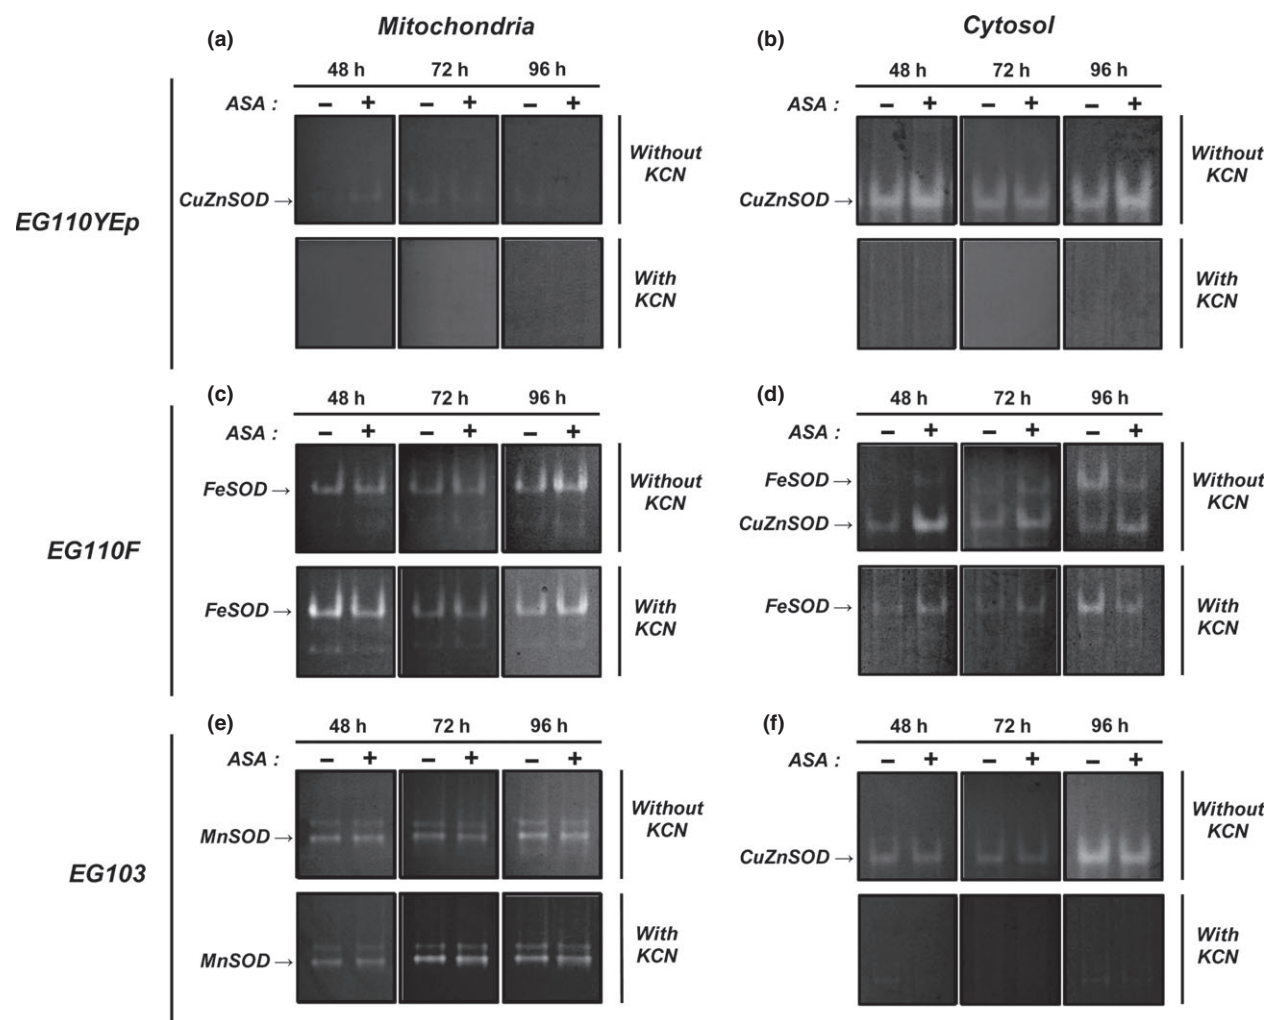 Mitochondria
Cytosol
(a)
48 h 72 h 96 h
ASA : – + – + – +
Without
KCN
CuZnSOD →
With
KCN
(b)
48 h 72 h 96 h
ASA : – + – + – +
Without
KCN
CuZnSOD →
With
KCN
EG110YEp
(c)
48 h 72 h 96 h
ASA : – + – + – +
FeSOD →
Without
KCN
FeSOD →
With
KCN
(d)
48 h 72 h 96 h
ASA : – + – + – +
FeSOD →
Without
KCN
CuZnSOD →
FeSOD →
With
KCN
EG110F
(e)
48 h 72 h 96 h
ASA : – + – + – +
Without
KCN
MnSOD →
With
KCN
MnSOD →
(f)
48 h 72 h 96 h
ASA : – + – + – +
Without
KCN
CuZnSOD →
With
KCN
EG103